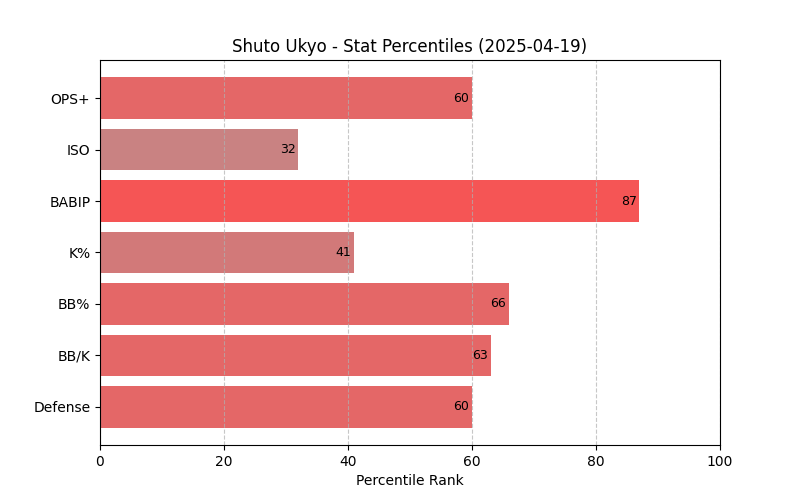 Shuto Ukyo - Stat Percentiles (2025-04-19)
OPS+ 60
ISO 32
BABIP 87
K% 41
BB% 66
BB/K 63
Defense 60
0 20 40 60 80 100
Percentile Rank